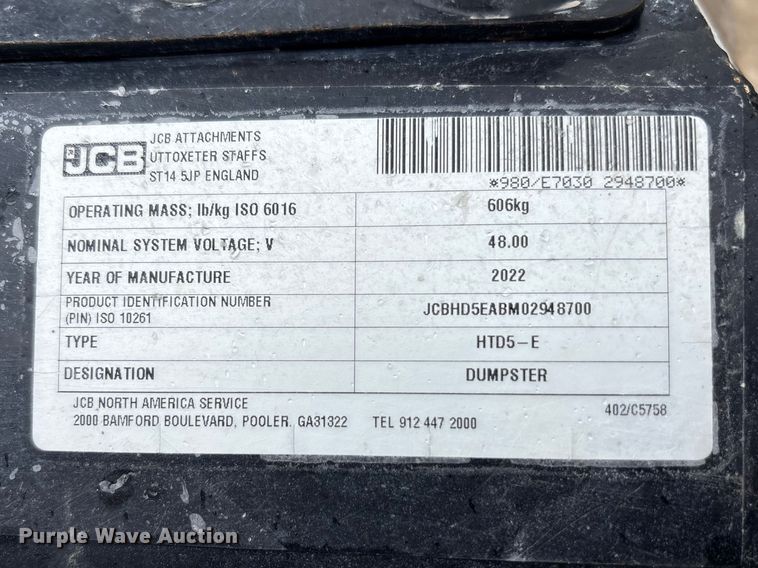 JCB
JCB ATTACHMENTS
UTTOXETER STAFFS
ST14 5JP ENGLAND
*980/E7030 2948700*
OPERATING MASS; lb/kg ISO 6016 606kg
NOMINAL SYSTEM VOLTAGE; V 48.00
YEAR OF MANUFACTURE 2022
PRODUCT IDENTIFICATION NUMBER
(PIN) ISO 10261 JCBHD5EABM02948700
TYPE HTD5-E
DESIGNATION DUMPSTER
JCB NORTH AMERICA SERVICE
2000 BAMFORD BOULEVARD, POOLER. GA31322 TEL 912 447 2000
402/C5758
Purple Wave Auction